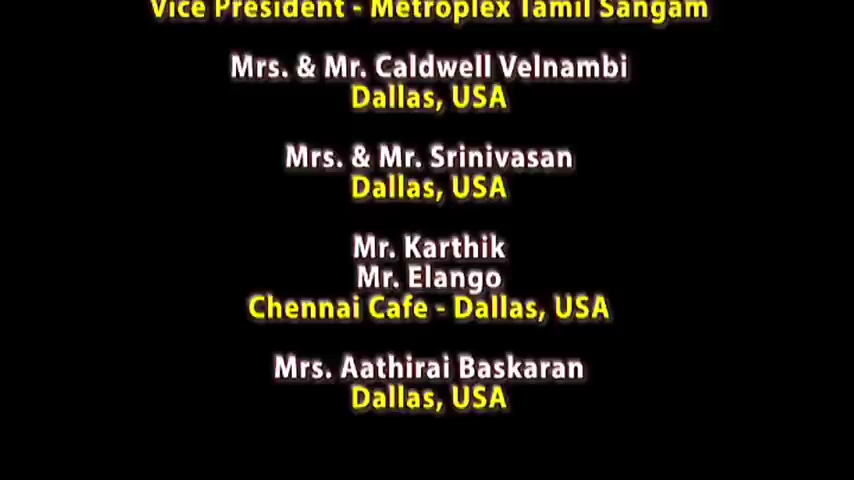 Vice President - Metroplex Tamil Sangam
Mrs. & Mr. Caldwell Velnambi
Dallas, USA
Mrs. & Mr. Srinivasan
Dallas, USA
Mr. Karthik
Mr. Elango
Chennai Cafe - Dallas, USA
Mrs. Aathirai Baskaran
Dallas, USA